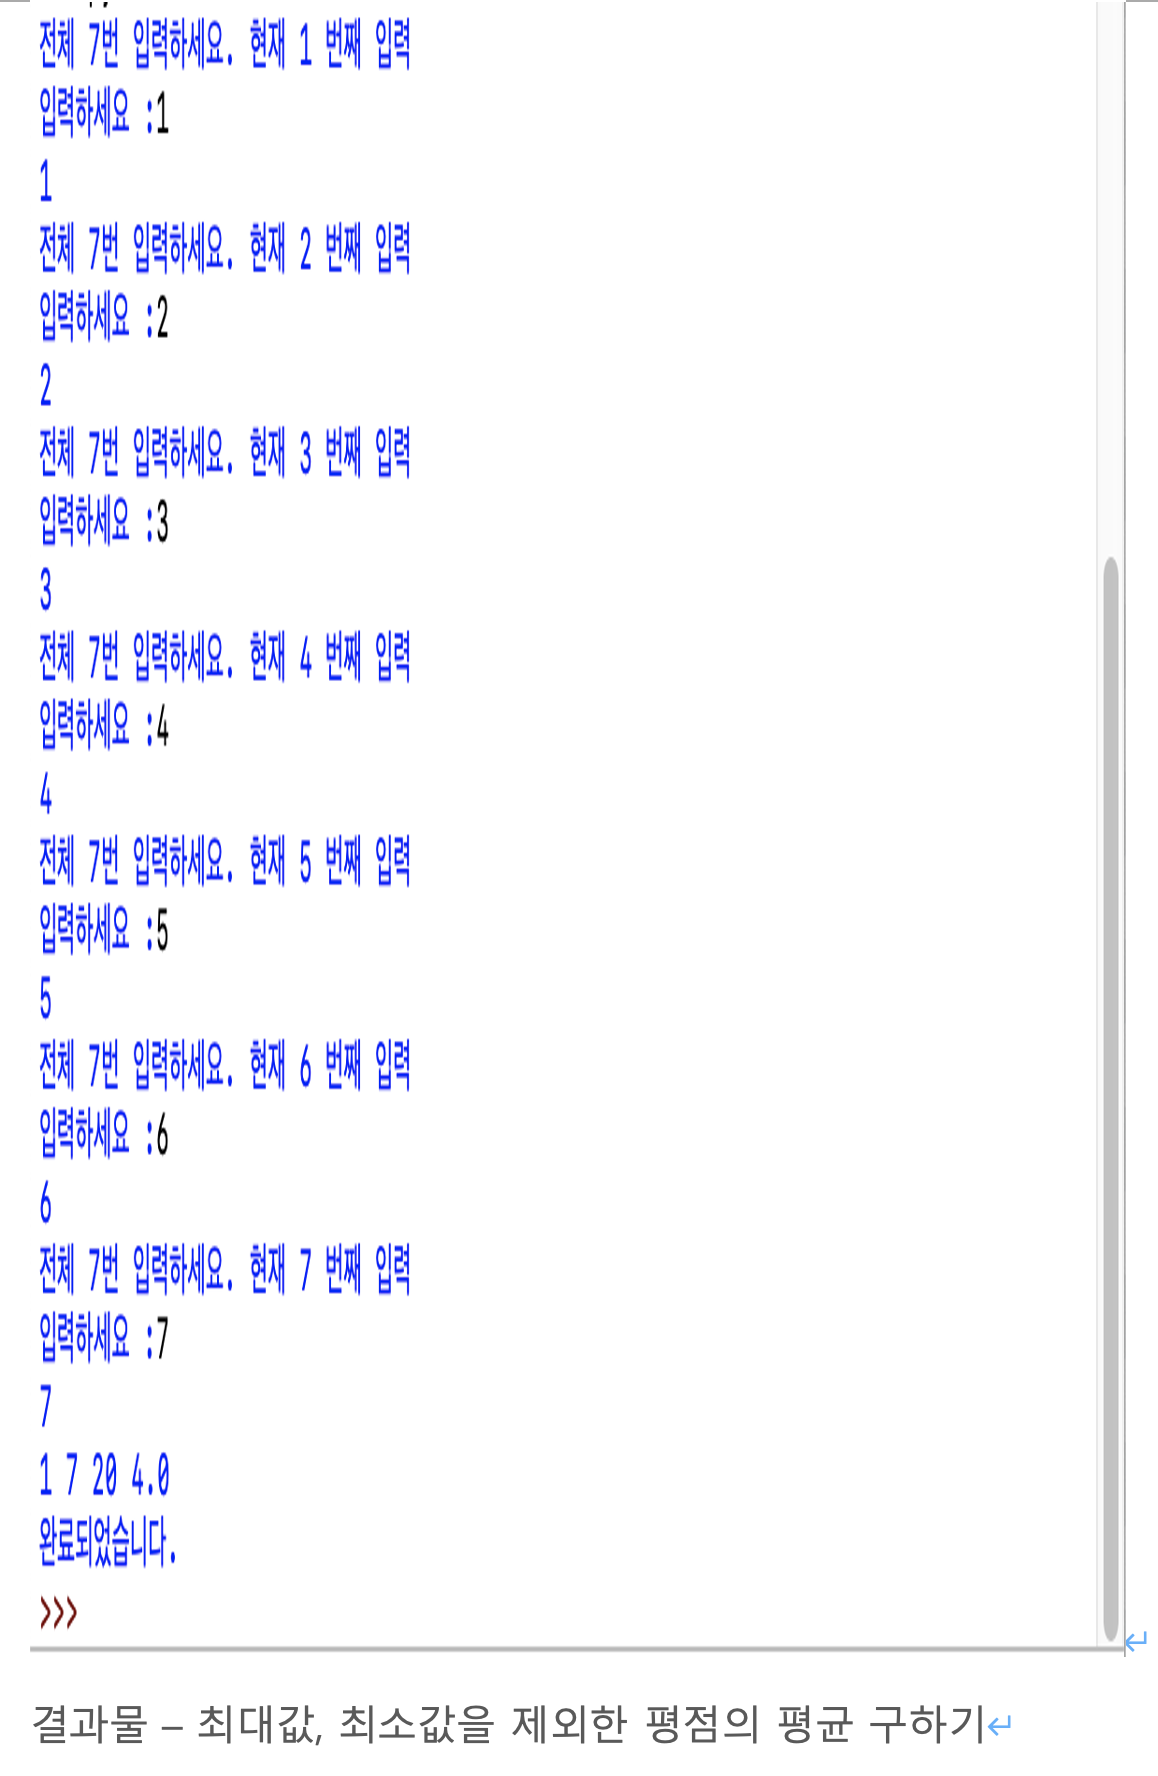 전체 7번 입력하세요. 현재 1 번째 입력
입력하세요 :1
1
전체 7번 입력하세요. 현재 2 번째 입력
입력하세요 :2
2
전체 7번 입력하세요. 현재 3 번째 입력
입력하세요 :3
3
전체 7번 입력하세요. 현재 4 번째 입력
입력하세요 :4
4
전체 7번 입력하세요. 현재 5 번째 입력
입력하세요 :5
5
전체 7번 입력하세요. 현재 6 번째 입력
입력하세요 :6
6
전체 7번 입력하세요. 현재 7 번째 입력
입력하세요 :7
7
1 7 20 4.0
완료되었습니다.
>>>
결과물 – 최대값, 최소값을 제외한 평점의 평균 구하기